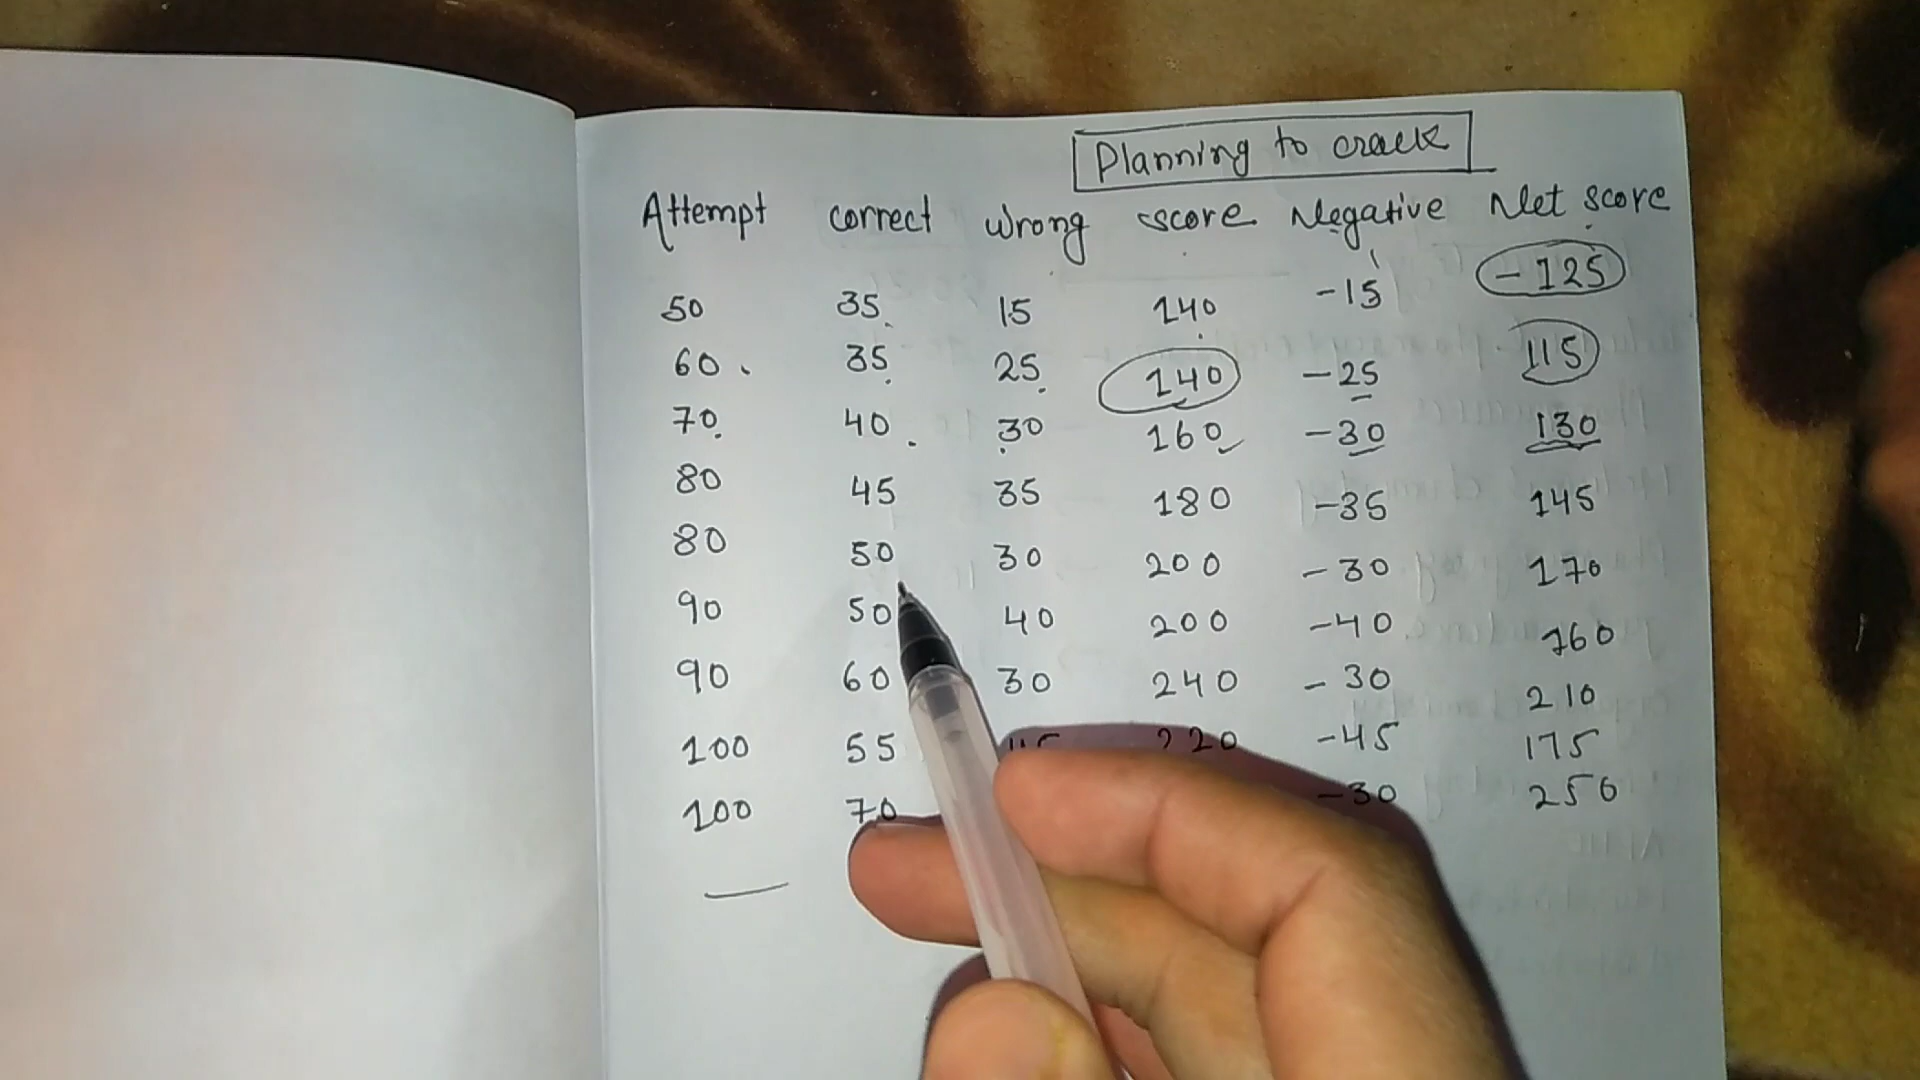 Planning to crack
Attempt correct wrong score Negative Net score
50 35 15 140 -15 -125
60 35 25 140 -25 115
70 40 30 160 -30 130
80 45 35 180 -35 145
80 50 30 200 -30 170
90 50 40 200 -40 160
90 60 30 240 -30 210
100 55 220 -45 175
100 70 -30 250